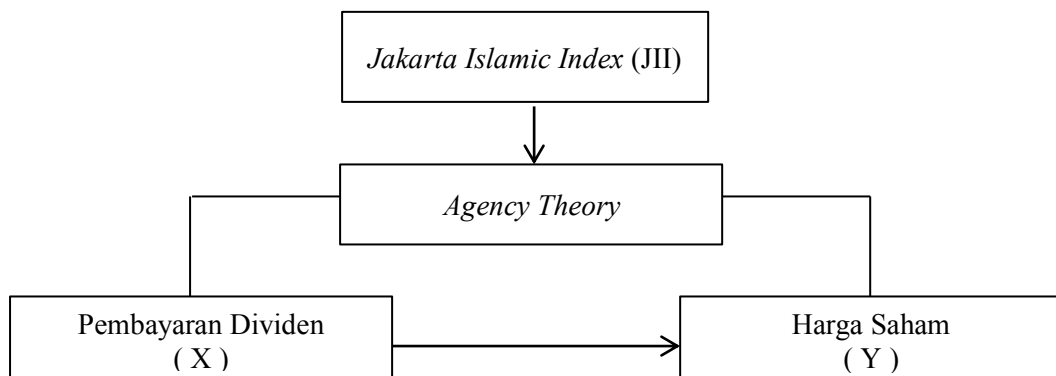 Jakarta Islamic Index (JII)
Agency Theory
Pembayaran Dividen
( X )
Harga Saham
( Y )